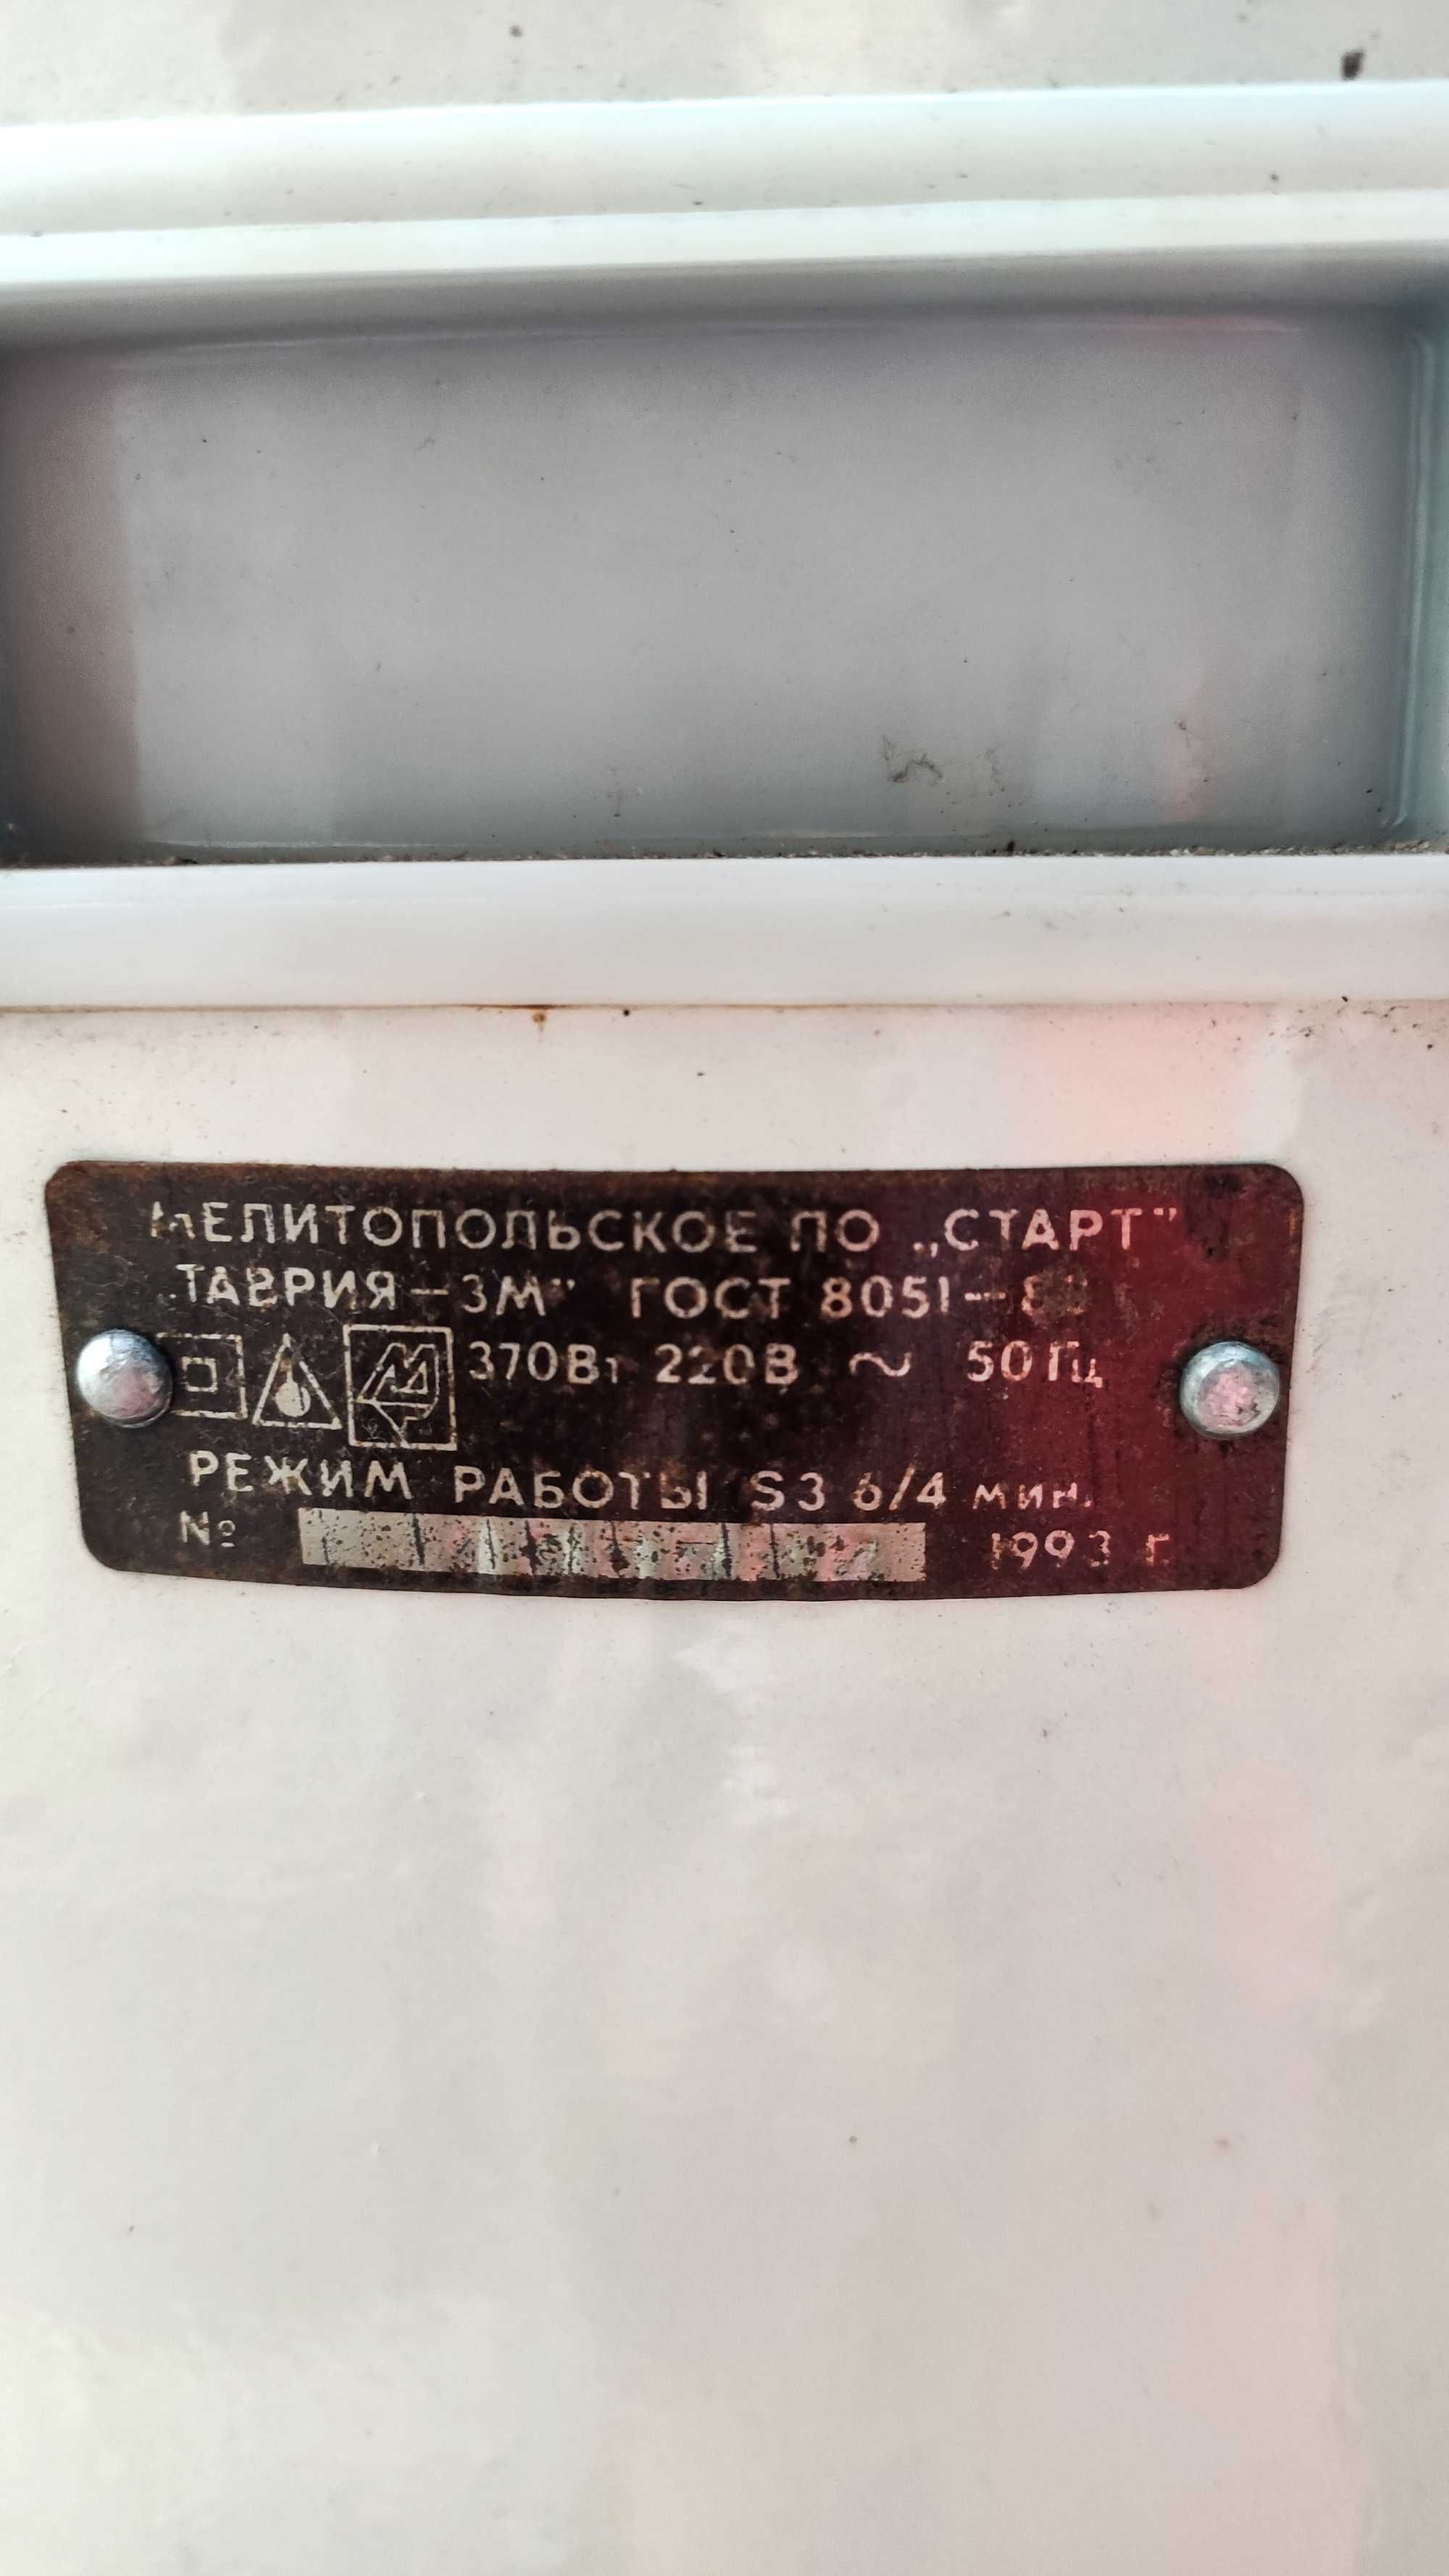 МЕЛИТОПОЛЬСКОЕ ПО „СТАРТ"
„ТАВРИЯ–3М" ГОСТ 8051–
370Вт 220В ~ 50Гц
РЕЖИМ РАБОТЫ S3 6/4 мин.
№ 1993 г